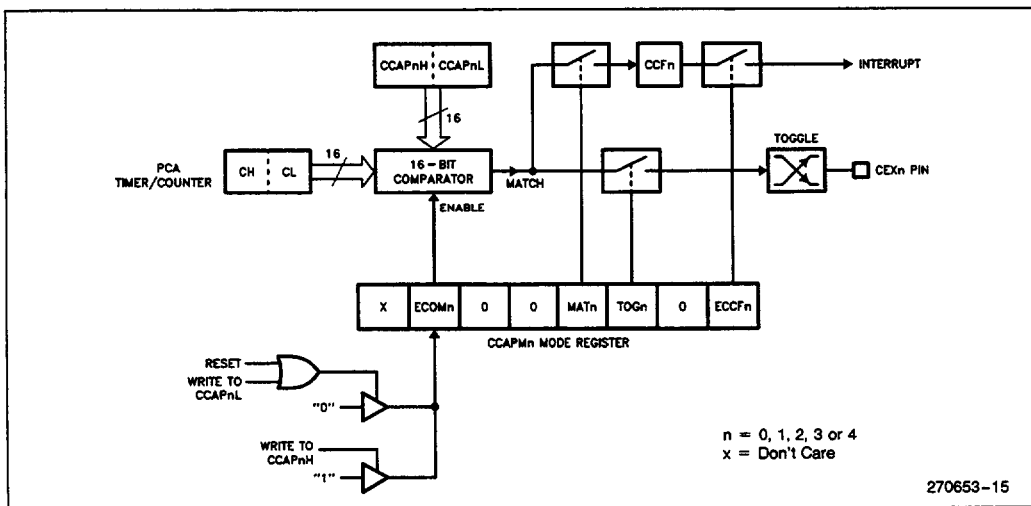 CCAPnH CCAPnL
CCFn
INTERRUPT
16
TOGGLE
PCA
TIMER/COUNTER
CH CL
16
16-BIT
COMPARATOR
MATCH
CEXn PIN
ENABLE
X ECOMn 0 0 MATn TOGn 0 ECCFn
CCAPMn MODE REGISTER
RESET
WRITE TO
CCAPnL
"0"
WRITE TO
CCAPnH
"1"
n = 0, 1, 2, 3 or 4
x = Don't Care
270653-15